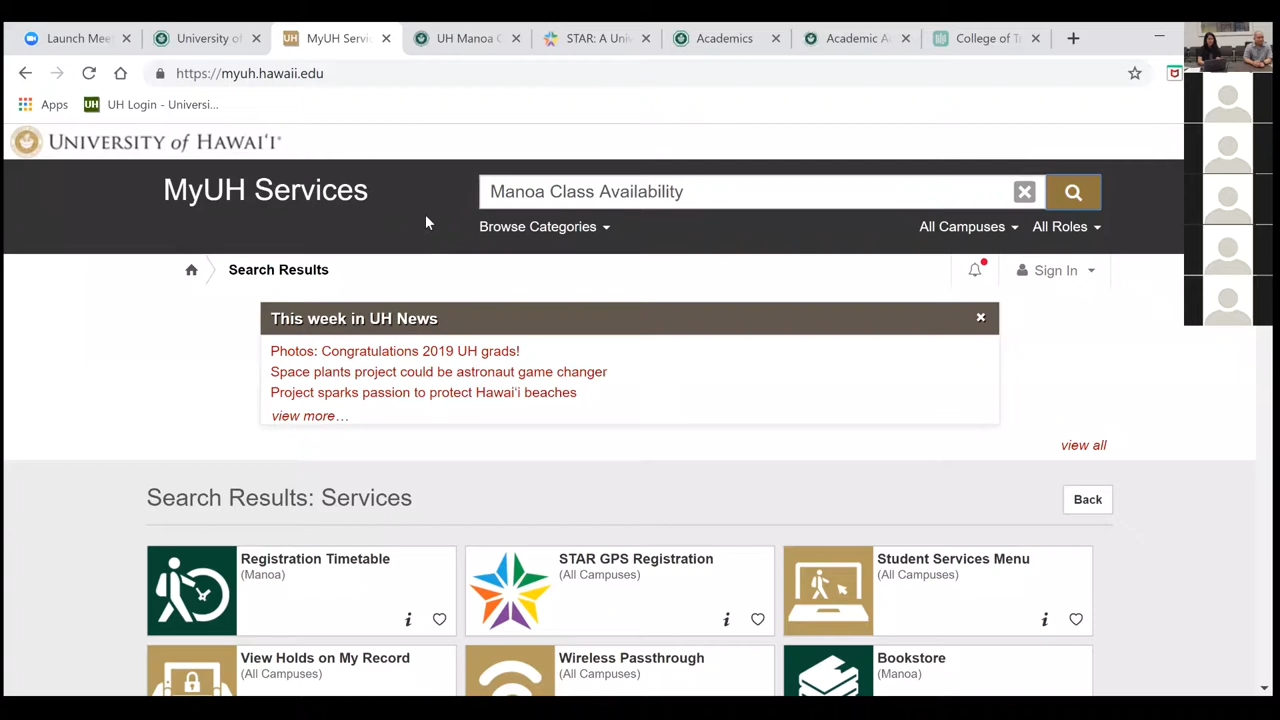 Launch Mee
University of
MyUH Servi
UH Manoa C
STAR: A Uni
Academics
Academic A
College of T
https://myuh.hawaii.edu
Apps
UH
UH Login - Universi...
UNIVERSITY of HAWAIʻI®
MyUH Services
Manoa Class Availability
Browse Categories
All Campuses
All Roles
Search Results
Sign In
This week in UH News
Photos: Congratulations 2019 UH grads!
Space plants project could be astronaut game changer
Project sparks passion to protect Hawaiʻi beaches
view more…
view all
Search Results: Services
Back
Registration Timetable
(Manoa)
STAR GPS Registration
(All Campuses)
Student Services Menu
(All Campuses)
View Holds on My Record
(All Campuses)
Wireless Passthrough
(All Campuses)
Bookstore
(Manoa)